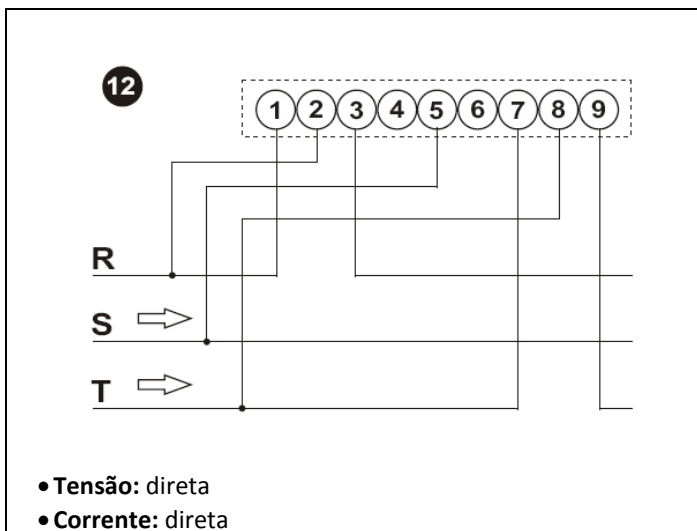 12
1 2 3 4 5 6 7 8 9
R
S
T
• Tensão: direta
• Corrente: direta